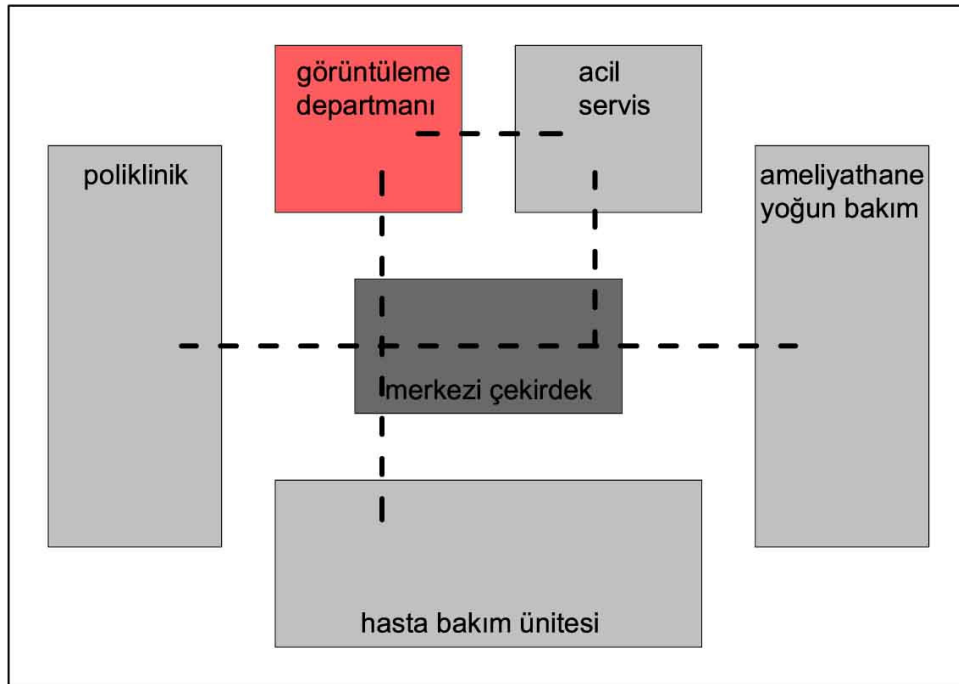 görüntüleme
departmanı
acil
servis
poliklinik
ameliyathane
yoğun bakım
merkezi çekirdek
hasta bakım ünitesi